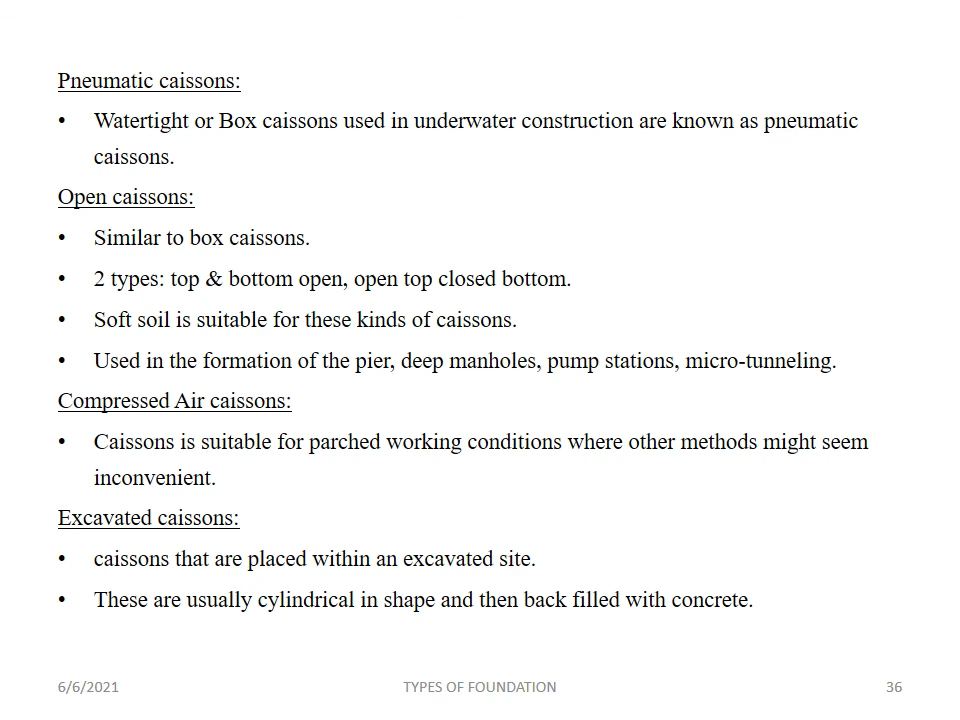 Pneumatic caissons:
• Watertight or Box caissons used in underwater construction are known as pneumatic
caissons.
Open caissons:
• Similar to box caissons.
• 2 types: top & bottom open, open top closed bottom.
• Soft soil is suitable for these kinds of caissons.
• Used in the formation of the pier, deep manholes, pump stations, micro-tunneling.
Compressed Air caissons:
• Caissons is suitable for parched working conditions where other methods might seem
inconvenient.
Excavated caissons:
• caissons that are placed within an excavated site.
• These are usually cylindrical in shape and then back filled with concrete.
6/6/2021 TYPES OF FOUNDATION 36